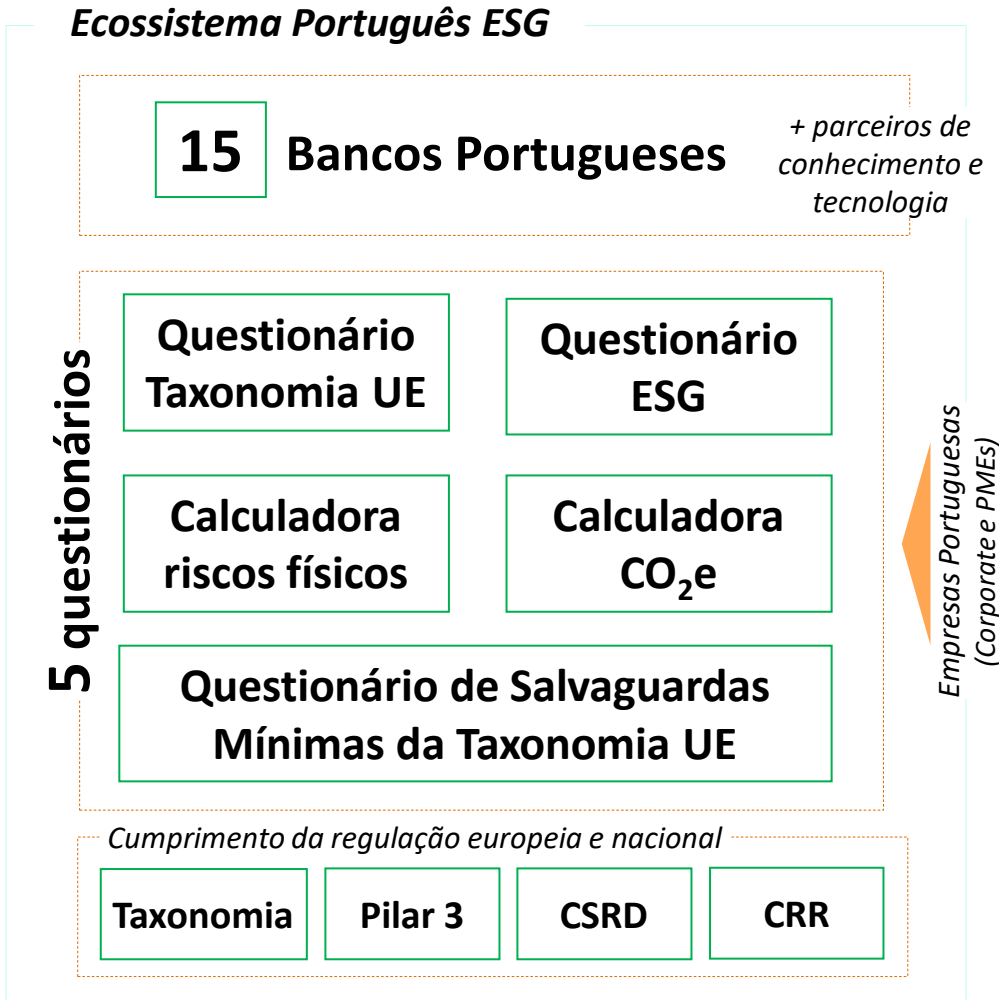 Ecossistema Português ESG
15
Bancos Portugueses
+ parceiros de
conhecimento e
tecnologia
5 questionários
Questionário
Taxonomia UE
Questionário
ESG
Calculadora
riscos físicos
Calculadora
CO₂e
Questionário de Salvaguardas
Mínimas da Taxonomia UE
Empresas Portuguesas
(Corporate e PMEs)
Cumprimento da regulação europeia e nacional
Taxonomia
Pilar 3
CSRD
CRR